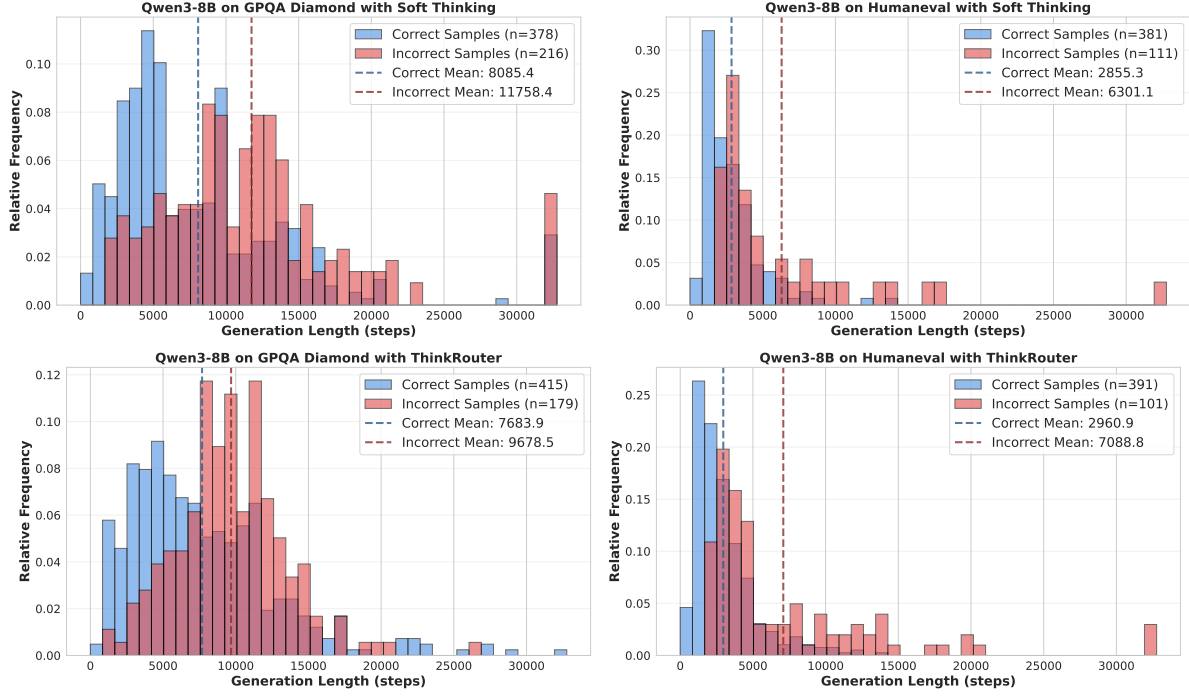 Qwen3-8B on GPQA Diamond with Soft Thinking
Relative Frequency
0.10
0.08
0.06
0.04
0.02
0.00
0
5000
10000
15000
20000
25000
30000
Generation Length (steps)
Correct Samples (n=378)
Incorrect Samples (n=216)
Correct Mean: 8085.4
Incorrect Mean: 11758.4
Qwen3-8B on Humaneval with Soft Thinking
Relative Frequency
0.30
0.25
0.20
0.15
0.10
0.05
0.00
0
5000
10000
15000
20000
25000
30000
Generation Length (steps)
Correct Samples (n=381)
Incorrect Samples (n=111)
Correct Mean: 2855.3
Incorrect Mean: 6301.1
Qwen3-8B on GPQA Diamond with ThinkRouter
Relative Frequency
0.12
0.10
0.08
0.06
0.04
0.02
0.00
0
5000
10000
15000
20000
25000
30000
Generation Length (steps)
Correct Samples (n=415)
Incorrect Samples (n=179)
Correct Mean: 7683.9
Incorrect Mean: 9678.5
Qwen3-8B on Humaneval with ThinkRouter
Relative Frequency
0.25
0.20
0.15
0.10
0.05
0.00
0
5000
10000
15000
20000
25000
30000
Generation Length (steps)
Correct Samples (n=391)
Incorrect Samples (n=101)
Correct Mean: 2960.9
Incorrect Mean: 7088.8